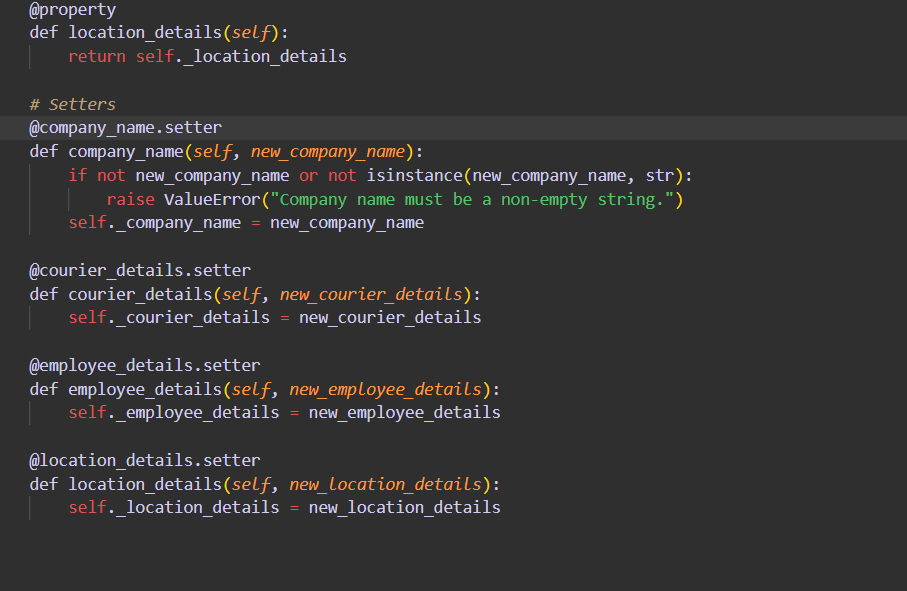 @property
def location_details(self):
    return self._location_details

# Setters
@company_name.setter
def company_name(self, new_company_name):
    if not new_company_name or not isinstance(new_company_name, str):
        raise ValueError("Company name must be a non-empty string.")
    self._company_name = new_company_name

@courier_details.setter
def courier_details(self, new_courier_details):
    self._courier_details = new_courier_details

@employee_details.setter
def employee_details(self, new_employee_details):
    self._employee_details = new_employee_details

@location_details.setter
def location_details(self, new_location_details):
    self._location_details = new_location_details